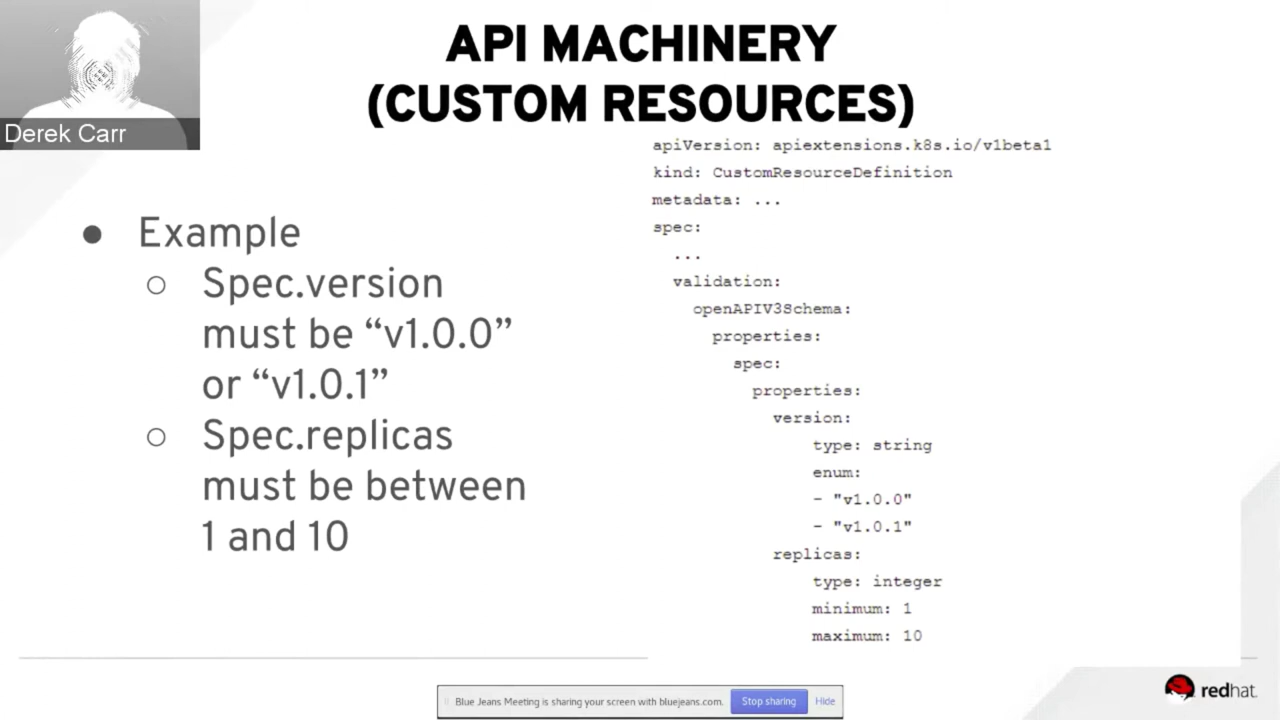 API MACHINERY
(CUSTOM RESOURCES)
Derek Carr
● Example
○ Spec.version
must be “v1.0.0”
or “v1.0.1”
○ Spec.replicas
must be between
1 and 10
apiVersion: apiextensions.k8s.io/v1beta1
kind: CustomResourceDefinition
metadata: ...
spec:
...
validation:
openAPIV3Schema:
properties:
spec:
properties:
version:
type: string
enum:
- "v1.0.0"
- "v1.0.1"
replicas:
type: integer
minimum: 1
maximum: 10
Blue Jeans Meeting is sharing your screen with bluejeans.com. Stop sharing Hide
redhat.